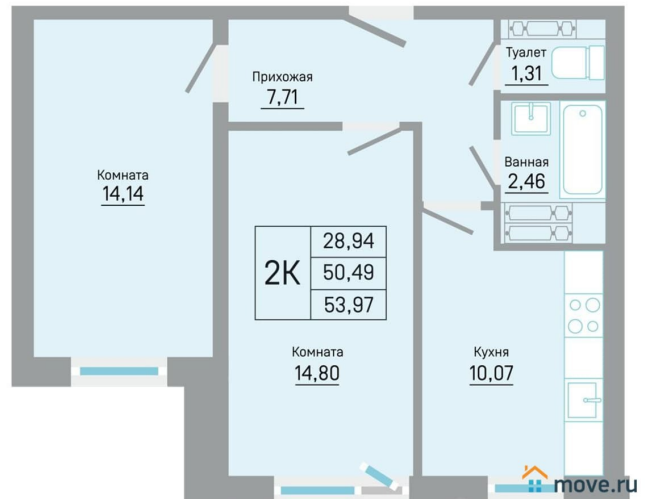 Туалет
1,31
Прихожая
7,71
Ванная
2,46
Комната
14,14
2К
28,94
50,49
53,97
Комната
14,80
Кухня
10,07
move.ru